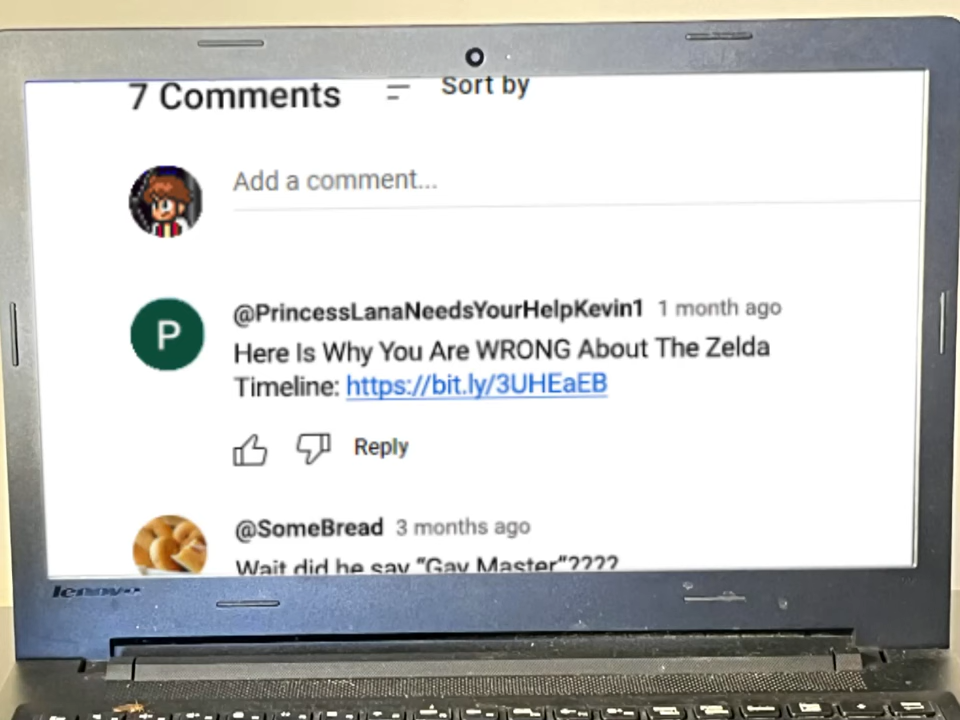 7 Comments
Sort by
Add a comment...
P
@PrincessLanaNeedsYourHelpKevin1 1 month ago
Here Is Why You Are WRONG About The Zelda
Timeline: https://bit.ly/3UHEaEB
Reply
@SomeBread 3 months ago
Wait did he say "Gay Master"????
lenovo